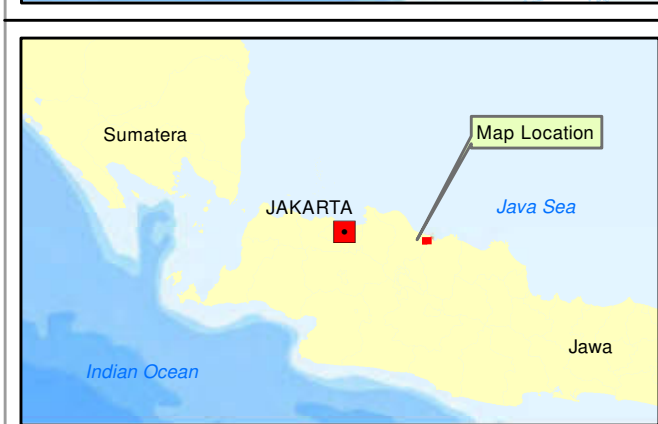 Sumatera
Map Location
JAKARTA
Java Sea
Jawa
Indian Ocean